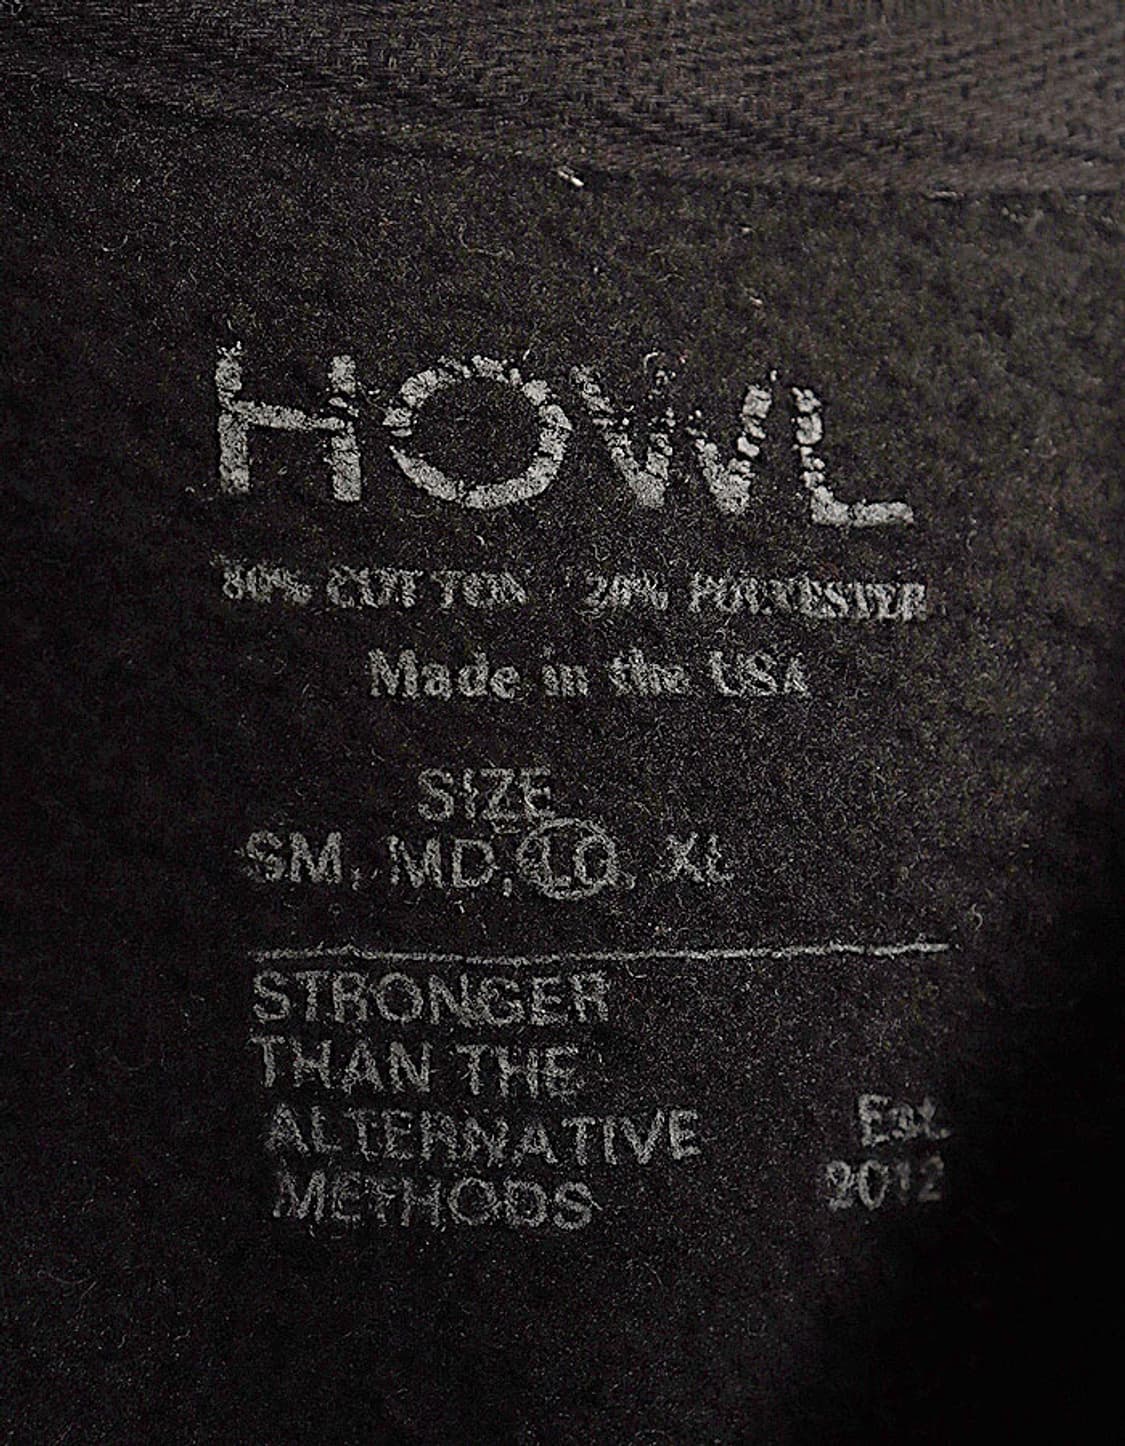 HOWL
80% COTTON 20% POLYESTER
Made in the USA
SIZE
SM, MD, LG, XL
STRONGER
THAN THE
ALTERNATIVE
METHODS
Est.
2012